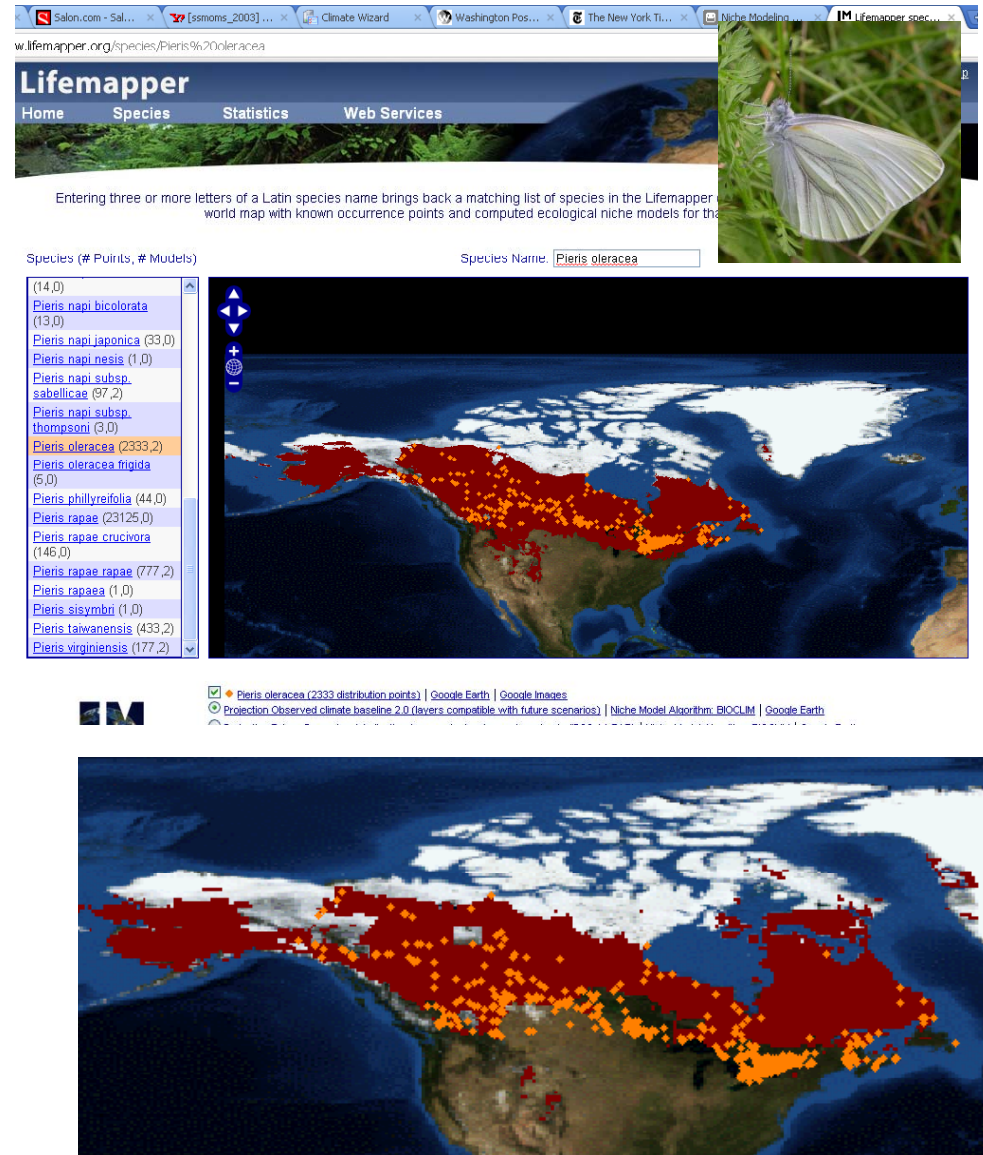 Salon.com - Sal...
[ssmoms_2003] ...
Climate Wizard
Washington Pos...
The New York Ti...
Niche Modeling ...
Lifemapper spec...
w.lifemapper.org/species/Pieris%20oleracea
Lifemapper
Home Species Statistics Web Services
Entering three or more letters of a Latin species name brings back a matching list of species in the Lifemapper
world map with known occurrence points and computed ecological niche models for
Species (# Points, # Models)
Species Name: Pieris oleracea
(14,0)
Pieris napi bicolorata
(13,0)
Pieris napi japonica (33,0)
Pieris napi nesis (1,0)
Pieris napi subsp.
sabellicae (97,2)
Pieris napi subsp.
thompsoni (3,0)
Pieris oleracea (2333,2)
Pieris oleracea frigida
(5,0)
Pieris phillyreifolia (44,0)
Pieris rapae (23125,0)
Pieris rapae crucivora
(146,0)
Pieris rapae rapae (777,2)
Pieris rapaea (1,0)
Pieris sisymbri (1,0)
Pieris taiwanensis (433,2)
Pieris virginiensis (177,2)
Pieris oleracea (2333 distribution points) | Google Earth | Google Images
Projection Observed climate baseline 2.0 (layers compatible with future scenarios) | Niche Model Algorithm: BIOCLIM | Google Earth